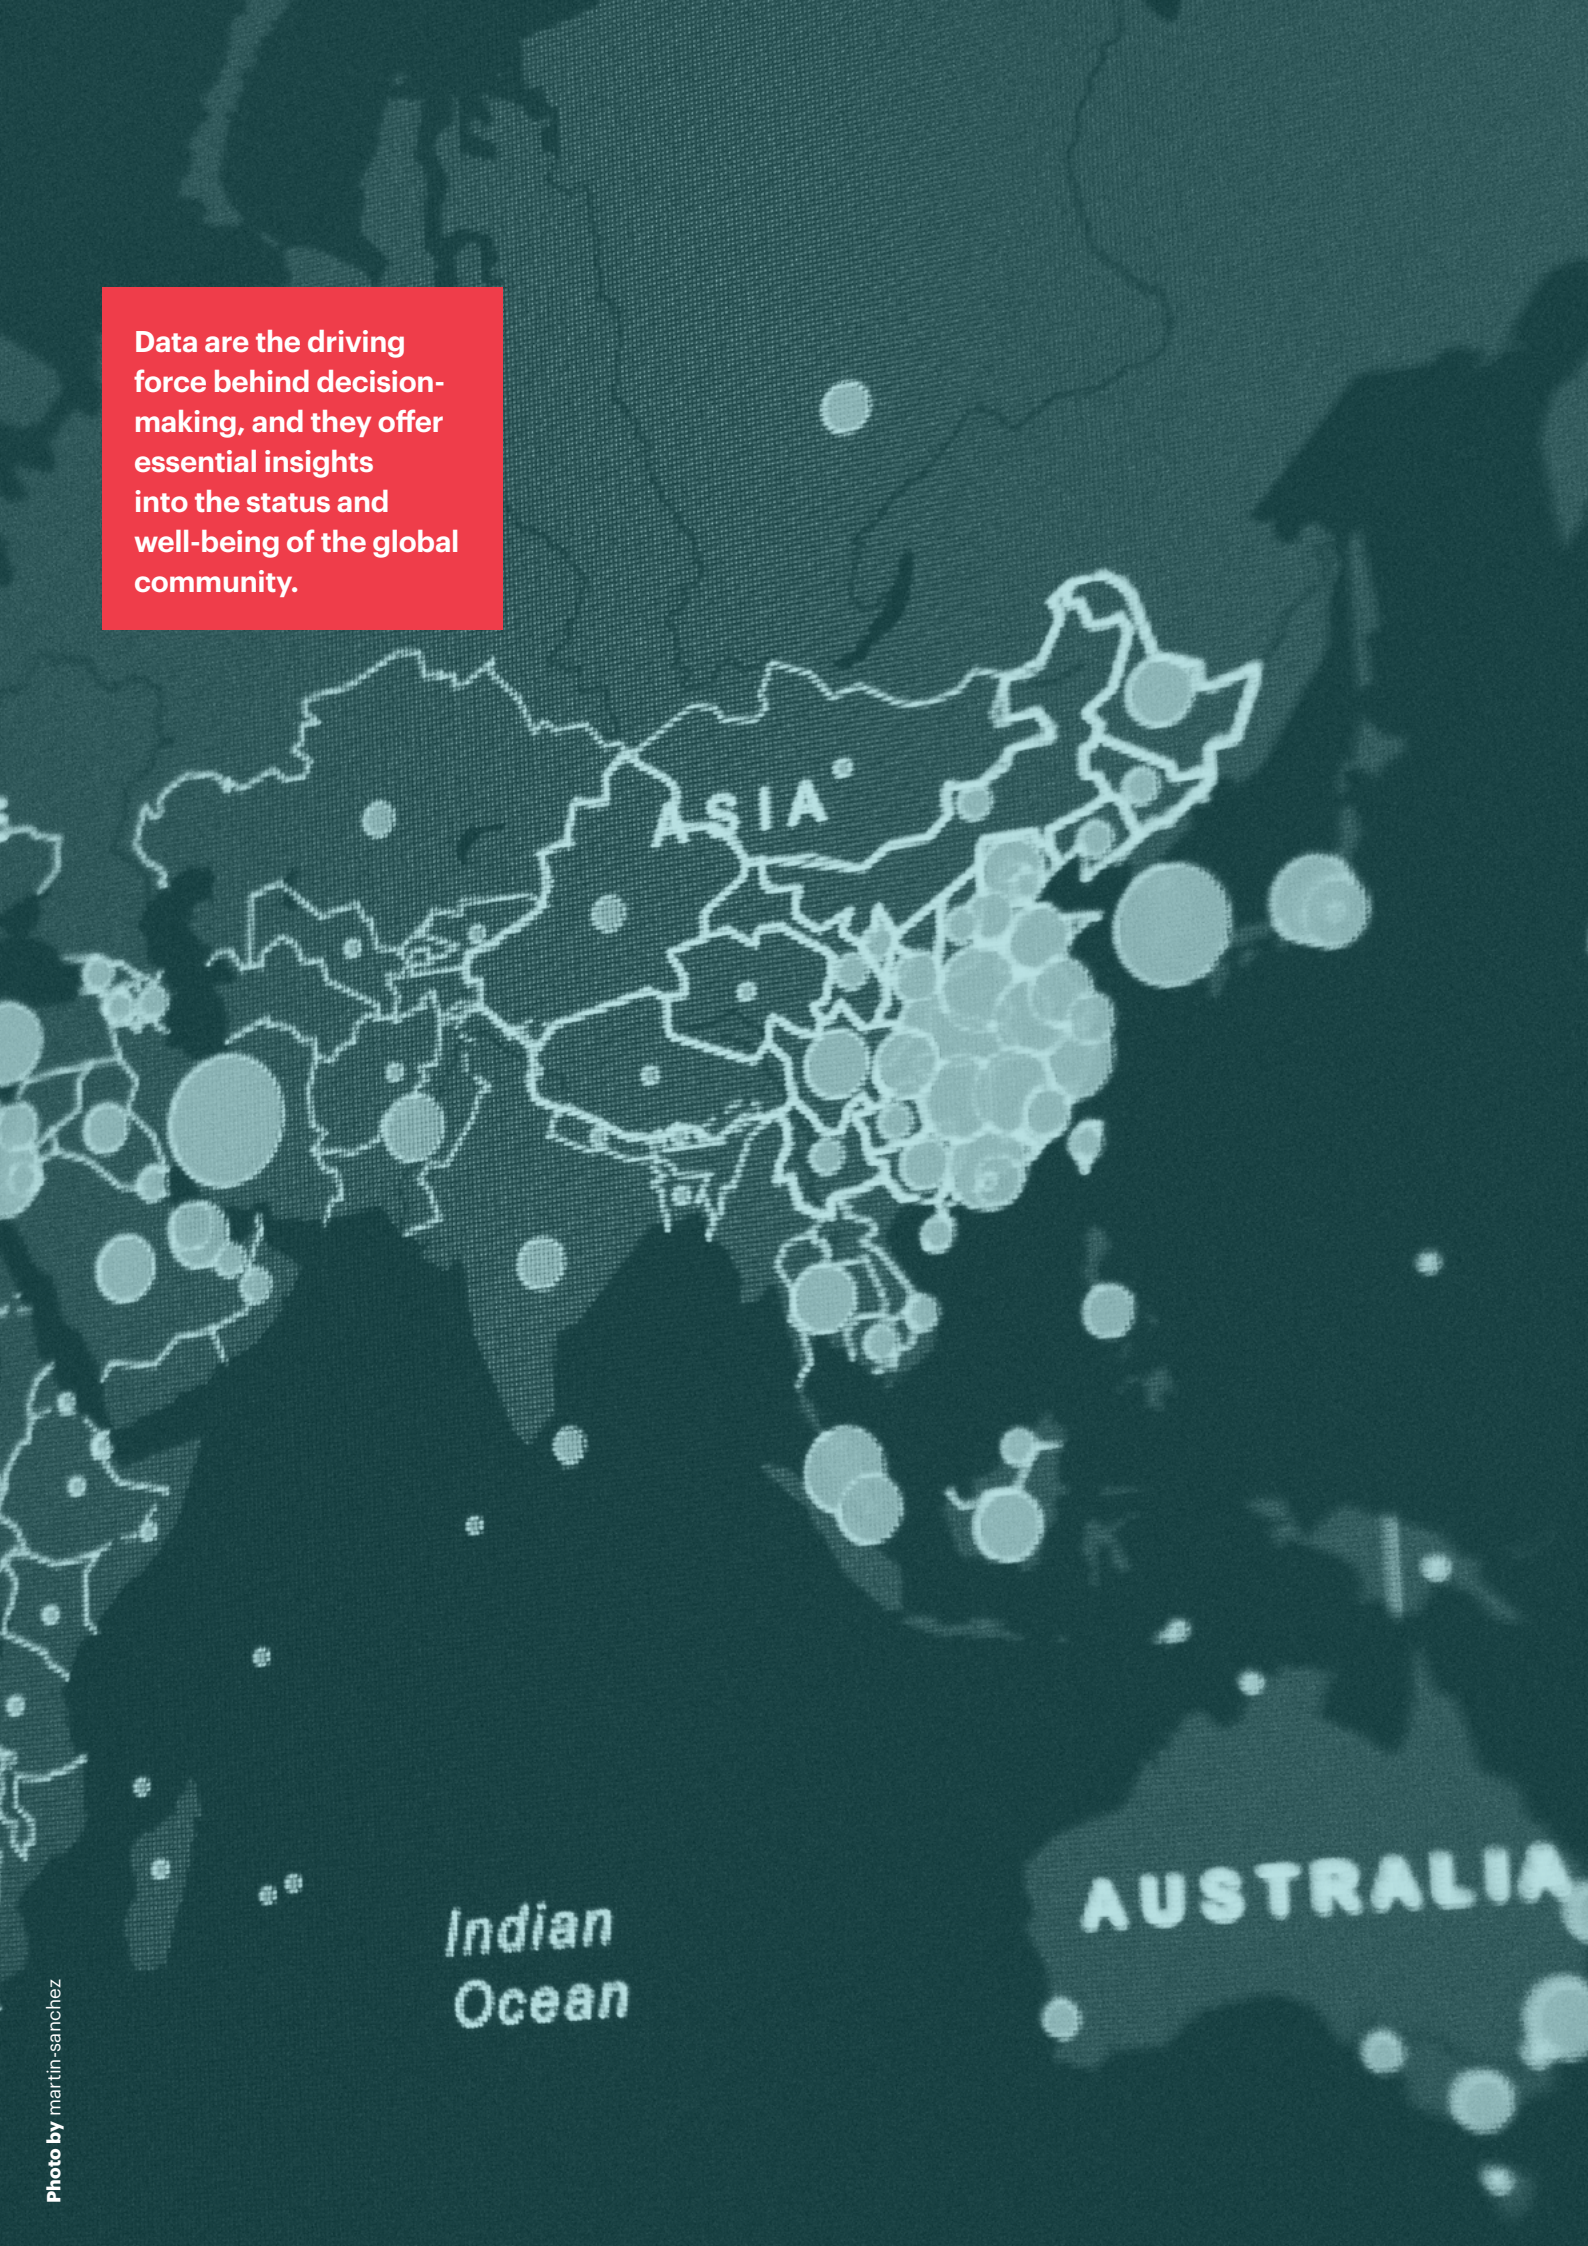 Data are the driving
force behind decision-
making, and they offer
essential insights
into the status and
well-being of the global
community.
ASIA
AUSTRALIA
Indian
Ocean
Photo by martin-sanchez